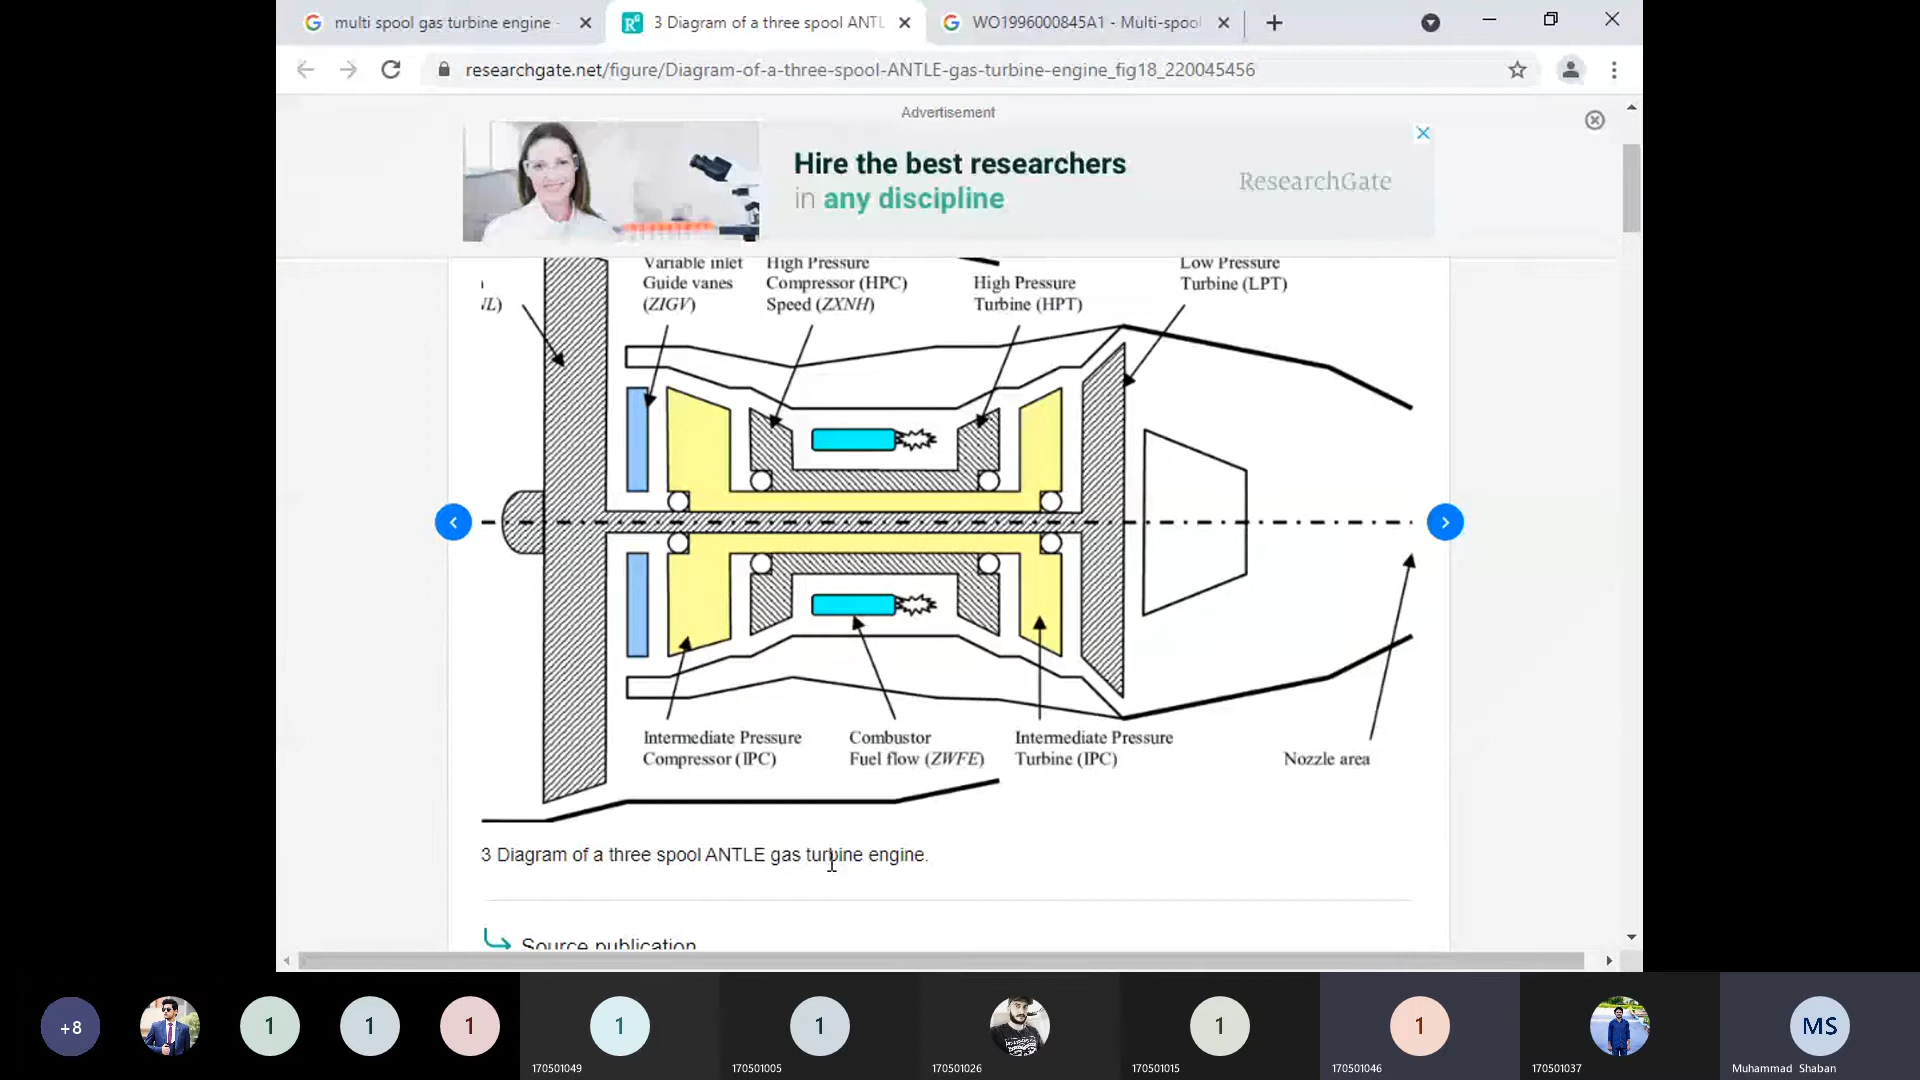 multi spool gas turbine engine -
3 Diagram of a three spool ANTL
WO1996000845A1 - Multi-spool
researchgate.net/figure/Diagram-of-a-three-spool-ANTLE-gas-turbine-engine_fig18_220045456
Advertisement
Hire the best researchers
in any discipline
ResearchGate
Variable inlet
Guide vanes
(ZIGV)
High Pressure
Compressor (HPC)
Speed (ZXNH)
High Pressure
Turbine (HPT)
Low Pressure
Turbine (LPT)
Intermediate Pressure
Compressor (IPC)
Combustor
Fuel flow (ZWFE)
Intermediate Pressure
Turbine (IPC)
Nozzle area
3 Diagram of a three spool ANTLE gas turbine engine.
Source publication
+8
1
1
1
1
170501049
1
170501005
170501026
1
170501015
1
170501046
170501037
MS
Muhammad Shaban